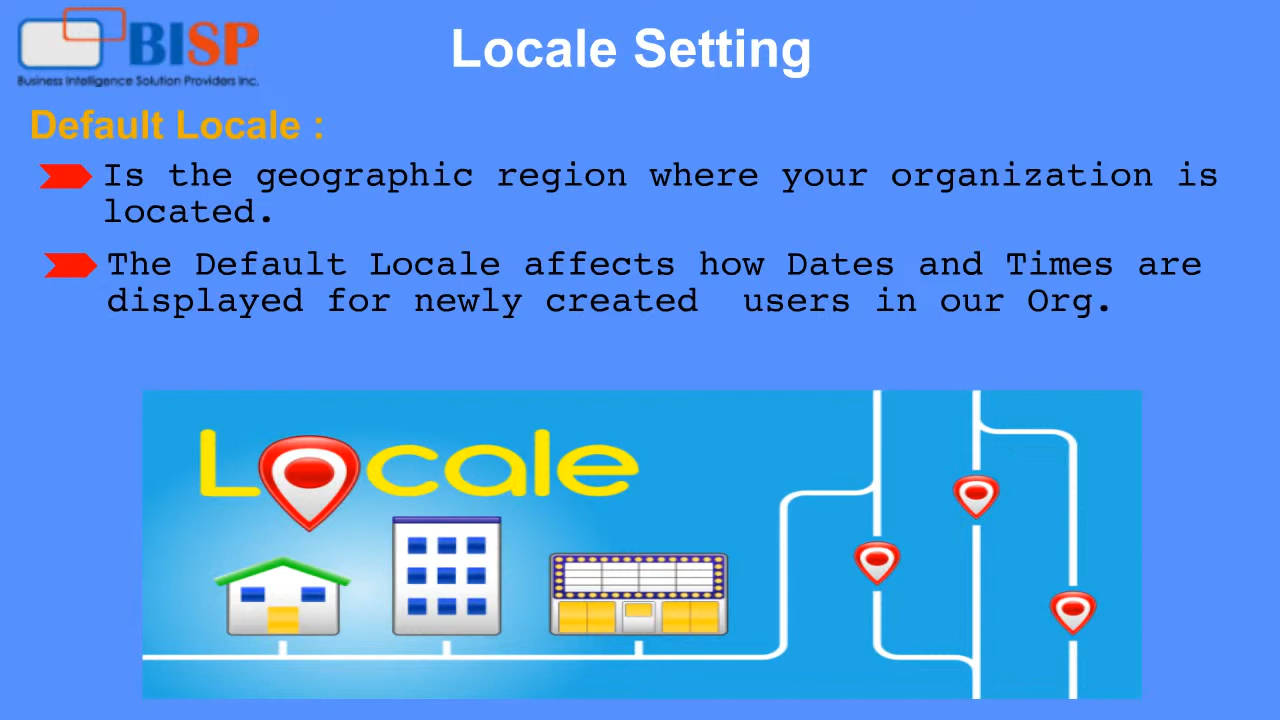 BISP
Business Intelligence Solution Providers Inc.
Locale Setting
Default Locale :
Is the geographic region where your organization is
located.
The Default Locale affects how Dates and Times are
displayed for newly created  users in our Org.
Locale